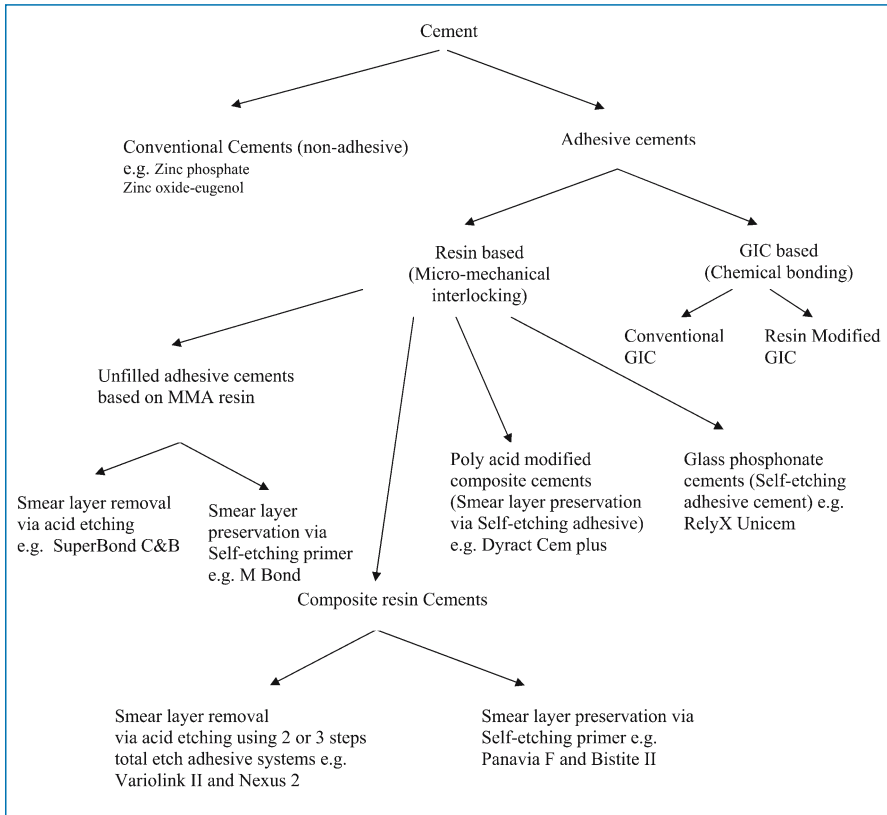 Cement
Conventional Cements (non-adhesive)
e.g. Zinc phosphate
Zinc oxide-eugenol
Adhesive cements
Resin based
(Micro-mechanical
interlocking)
GIC based
(Chemical bonding)
Conventional
GIC
Resin Modified
GIC
Unfilled adhesive cements
based on MMA resin
Smear layer removal
via acid etching
e.g. SuperBond C&B
Smear layer
preservation via
Self-etching primer
e.g. M Bond
Poly acid modified
composite cements
(Smear layer preservation
via Self-etching adhesive)
e.g. Dyract Cem plus
Glass phosphonate
cements (Self-etching
adhesive cement) e.g.
RelyX Unicem
Composite resin Cements
Smear layer removal
via acid etching using 2 or 3 steps
total etch adhesive systems e.g.
Variolink II and Nexus 2
Smear layer preservation via
Self-etching primer e.g.
Panavia F and Bistite II